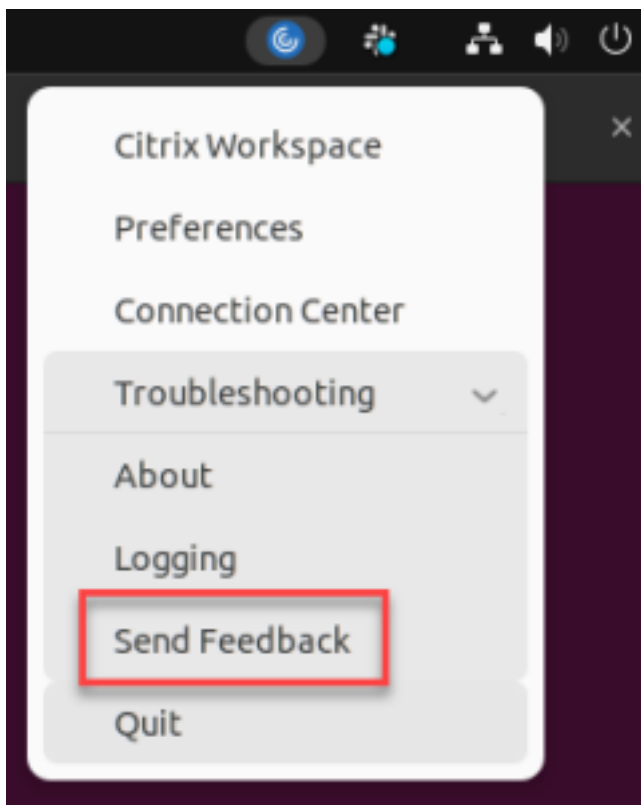 Citrix Workspace
Preferences
Connection Center
Troubleshooting
About
Logging
Send Feedback
Quit